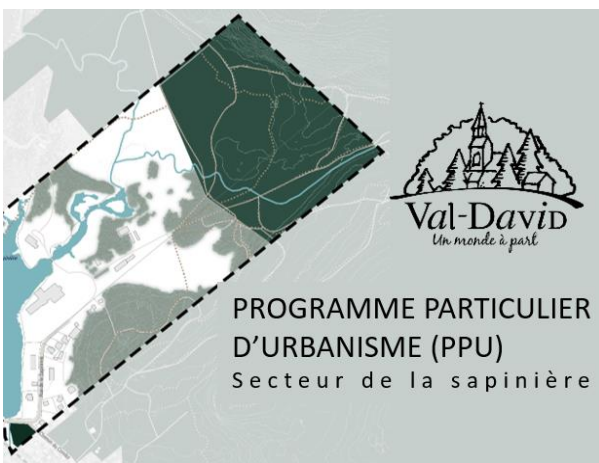 Val-David
Un monde à part
PROGRAMME PARTICULIER
D'URBANISME (PPU)
Secteur de la sapinière